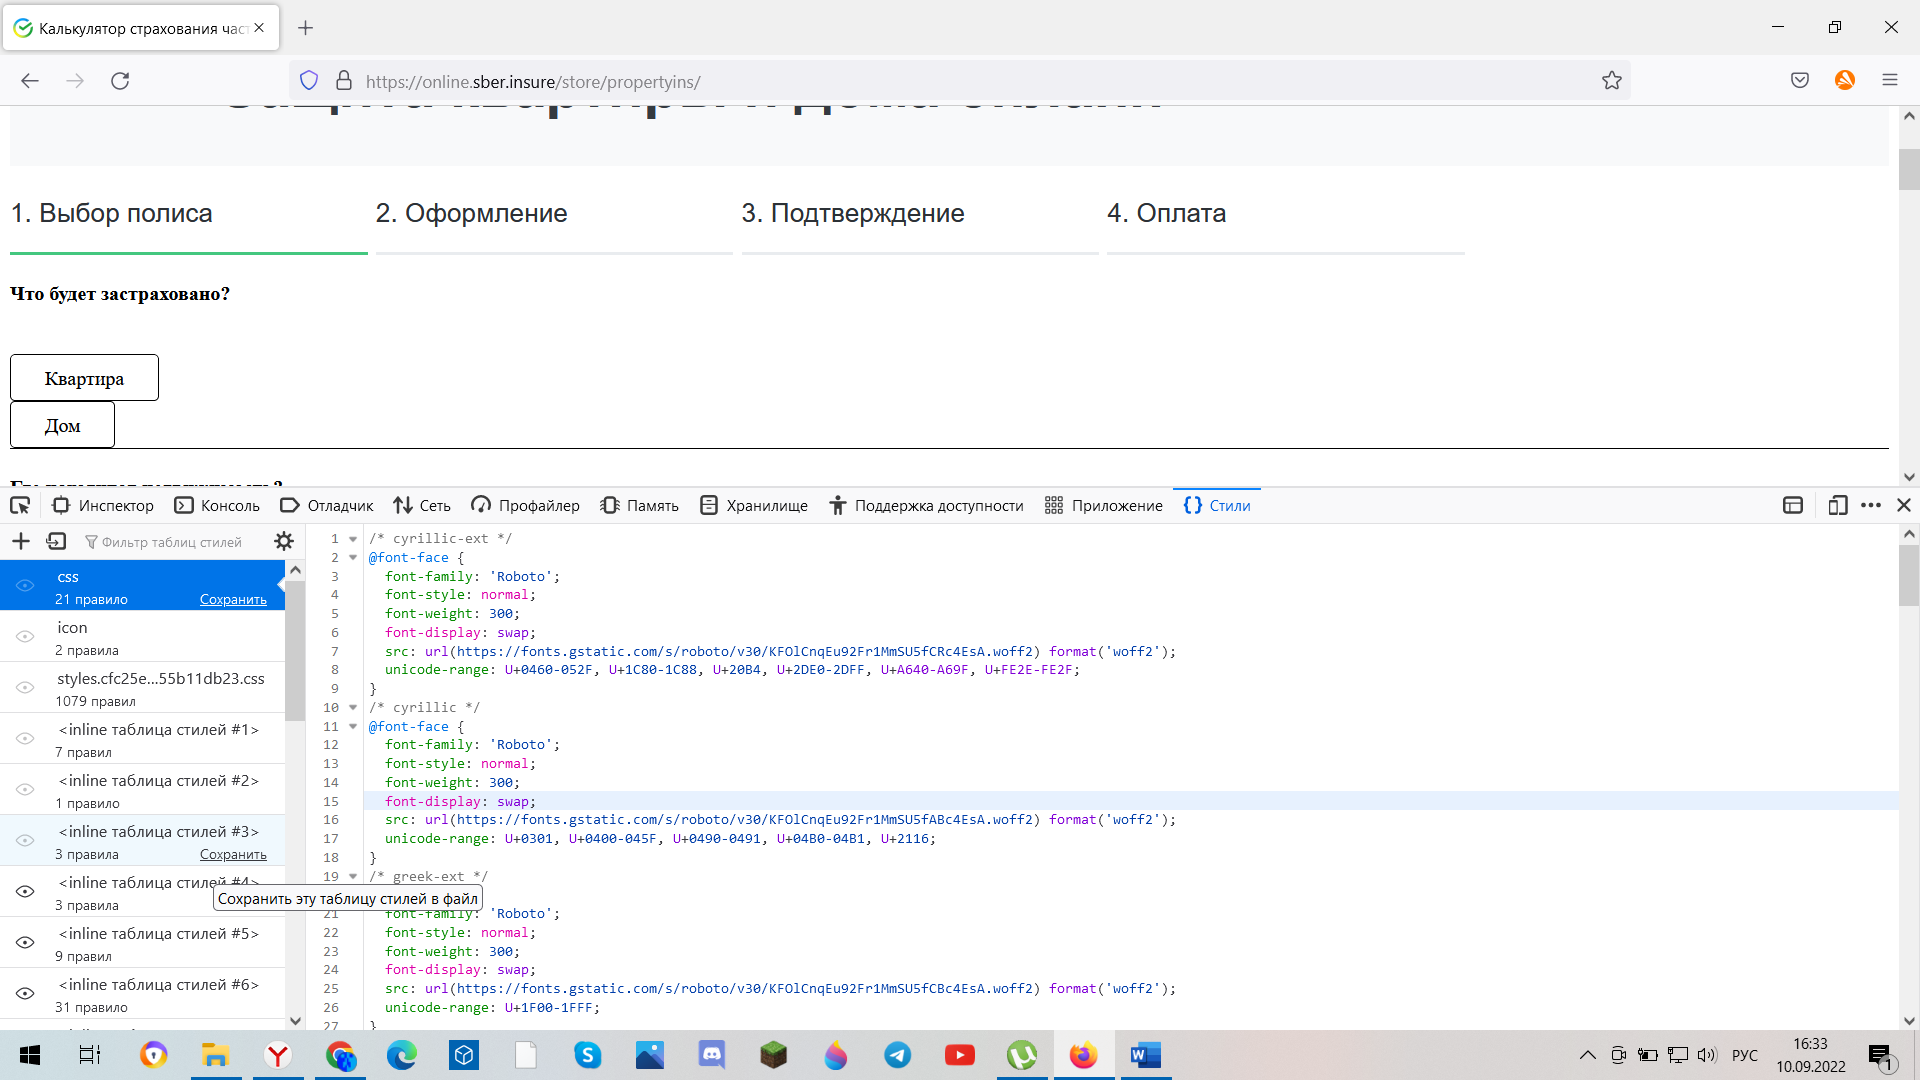 Калькулятор страхования част
https://online.sber.insure/store/propertyins/
Защита квартиры и дома онлайн
1. Выбор полиса
2. Оформление
3. Подтверждение
4. Оплата
Что будет застраховано?
Квартира
Дом
Инспектор
Консоль
Отладчик
Сеть
Профайлер
Память
Хранилище
Поддержка доступности
Приложение
Стили
Фильтр таблиц стилей
css
21 правило
Сохранить
icon
2 правила
styles.cfc25e...55b11db23.css
1079 правил
<inline таблица стилей #1>
7 правил
<inline таблица стилей #2>
1 правило
<inline таблица стилей #3>
3 правила
Сохранить
<inline таблица стилей #4>
3 правила
Сохранить эту таблицу стилей в файл
<inline таблица стилей #5>
9 правил
<inline таблица стилей #6>
31 правило
1 /* cyrillic-ext */
2 @font-face {
3 font-family: 'Roboto';
4 font-style: normal;
5 font-weight: 300;
6 font-display: swap;
7 src: url(https://fonts.gstatic.com/s/roboto/v30/KFOlCnqEu92Fr1MmSU5fCRc4EsA.woff2) format('woff2');
8 unicode-range: U+0460-052F, U+1C80-1C88, U+20B4, U+2DE0-2DFF, U+A640-A69F, U+FE2E-FE2F;
9 }
10 /* cyrillic */
11 @font-face {
12 font-family: 'Roboto';
13 font-style: normal;
14 font-weight: 300;
15 font-display: swap;
16 src: url(https://fonts.gstatic.com/s/roboto/v30/KFOlCnqEu92Fr1MmSU5fABc4EsA.woff2) format('woff2');
17 unicode-range: U+0301, U+0400-045F, U+0490-0491, U+04B0-04B1, U+2116;
18 }
19 /* greek-ext */
21 font-family: 'Roboto';
22 font-style: normal;
23 font-weight: 300;
24 font-display: swap;
25 src: url(https://fonts.gstatic.com/s/roboto/v30/KFOlCnqEu92Fr1MmSU5fCBc4EsA.woff2) format('woff2');
26 unicode-range: U+1F00-1FFF;
27 }
РУС
16:33
10.09.2022
1